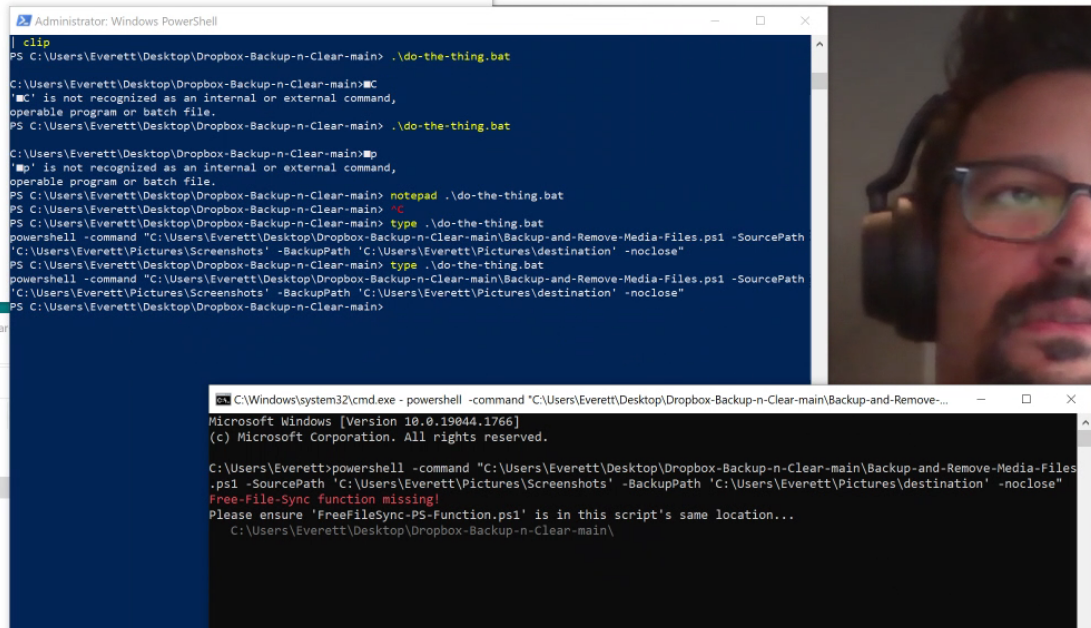 Administrator: Windows PowerShell
| clip
PS C:\Users\Everett\Desktop\Dropbox-Backup-n-Clear-main> .\do-the-thing.bat
C:\Users\Everett\Desktop\Dropbox-Backup-n-Clear-main>■C
'■C' is not recognized as an internal or external command,
operable program or batch file.
PS C:\Users\Everett\Desktop\Dropbox-Backup-n-Clear-main> .\do-the-thing.bat
C:\Users\Everett\Desktop\Dropbox-Backup-n-Clear-main>■p
'■p' is not recognized as an internal or external command,
operable program or batch file.
PS C:\Users\Everett\Desktop\Dropbox-Backup-n-Clear-main> notepad .\do-the-thing.bat
PS C:\Users\Everett\Desktop\Dropbox-Backup-n-Clear-main> ^C
PS C:\Users\Everett\Desktop\Dropbox-Backup-n-Clear-main> type .\do-the-thing.bat
powershell -command "C:\Users\Everett\Desktop\Dropbox-Backup-n-Clear-main\Backup-and-Remove-Media-Files.ps1 -SourcePath
'C:\Users\Everett\Pictures\Screenshots' -BackupPath 'C:\Users\Everett\Pictures\destination' -noclose"
PS C:\Users\Everett\Desktop\Dropbox-Backup-n-Clear-main> type .\do-the-thing.bat
powershell -command "C:\Users\Everett\Desktop\Dropbox-Backup-n-Clear-main\Backup-and-Remove-Media-Files.ps1 -SourcePath
'C:\Users\Everett\Pictures\Screenshots' -BackupPath 'C:\Users\Everett\Pictures\destination' -noclose"
PS C:\Users\Everett\Desktop\Dropbox-Backup-n-Clear-main>
C:\Windows\system32\cmd.exe - powershell -command "C:\Users\Everett\Desktop\Dropbox-Backup-n-Clear-main\Backup-and-Remove-...
Microsoft Windows [Version 10.0.19044.1766]
(c) Microsoft Corporation. All rights reserved.
C:\Users\Everett>powershell -command "C:\Users\Everett\Desktop\Dropbox-Backup-n-Clear-main\Backup-and-Remove-Media-Files
.ps1 -SourcePath 'C:\Users\Everett\Pictures\Screenshots' -BackupPath 'C:\Users\Everett\Pictures\destination' -noclose"
Free-File-Sync function missing!
Please ensure 'FreeFileSync-PS-Function.ps1' is in this script's same location...
C:\Users\Everett\Desktop\Dropbox-Backup-n-Clear-main\